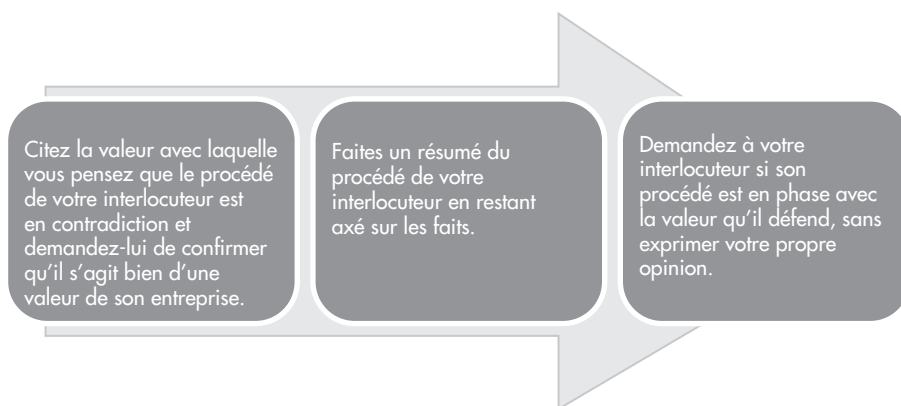 Citez la valeur avec laquelle
vous pensez que le procédé
de votre interlocuteur est
en contradiction et
demandez-lui de confirmer
qu'il s'agit bien d'une
valeur de son entreprise.
Faites un résumé du
procédé de votre
interlocuteur en restant
axé sur les faits.
Demandez à votre
interlocuteur si son
procédé est en phase avec
la valeur qu'il défend, sans
exprimer votre propre
opinion.